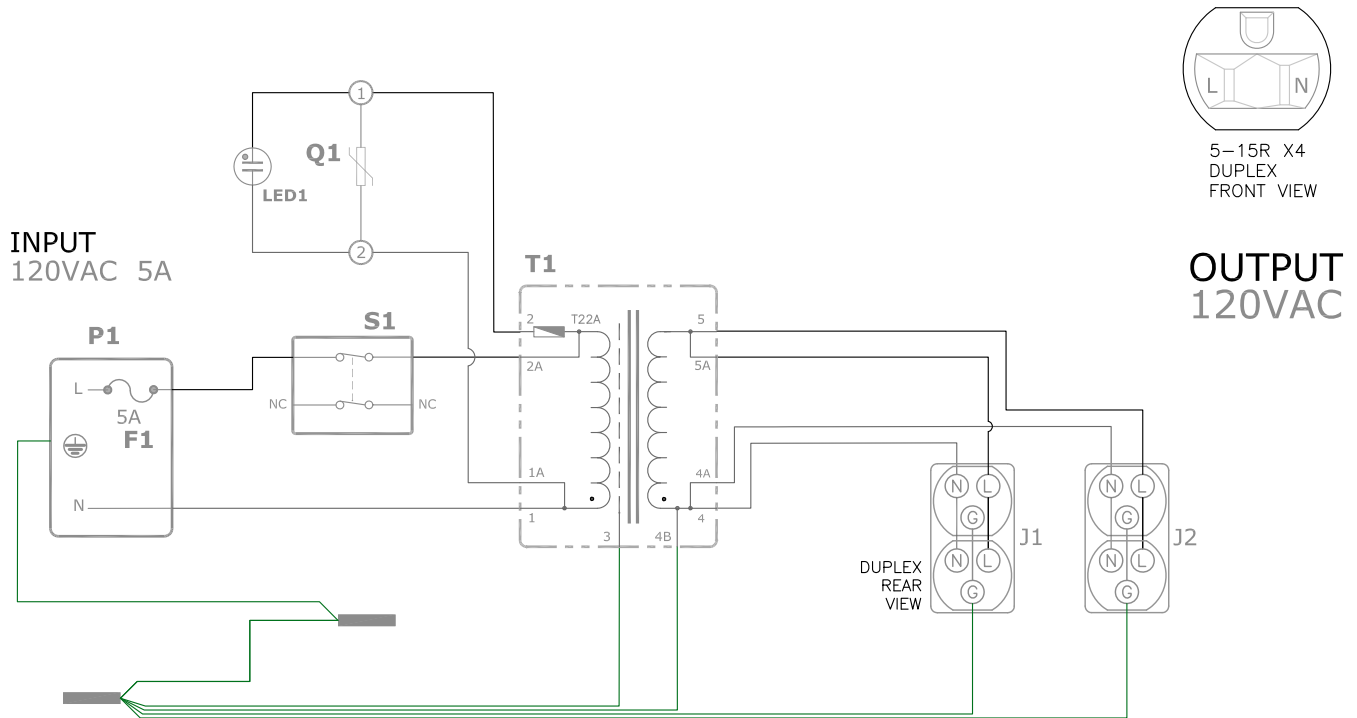 5-15R X4
DUPLEX
FRONT VIEW
L
N
1
Q1
LED1
2
INPUT
120VAC 5A
OUTPUT
120VAC
T1
P1
S1
2
T22A
5
2A
5A
L
5A
F1
NC
NC
1A
4A
N
1
4
3
4B
N
L
G
N
L
G
J1
N
L
G
N
L
G
J2
DUPLEX
REAR
VIEW